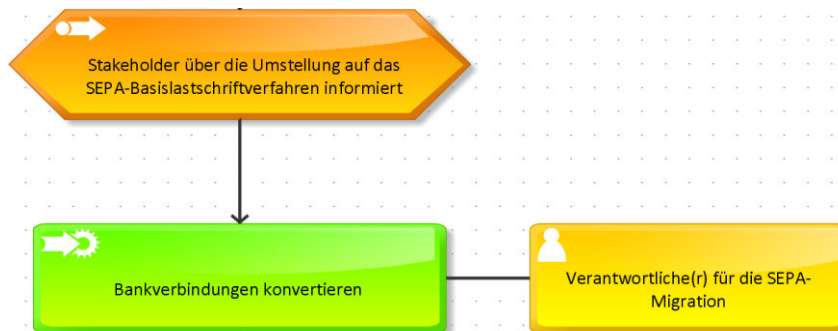 Stakeholder über die Umstellung auf das
SEPA-Basislastschriftverfahren informiert
Bankverbindungen konvertieren
Verantwortliche(r) für die SEPA-
Migration